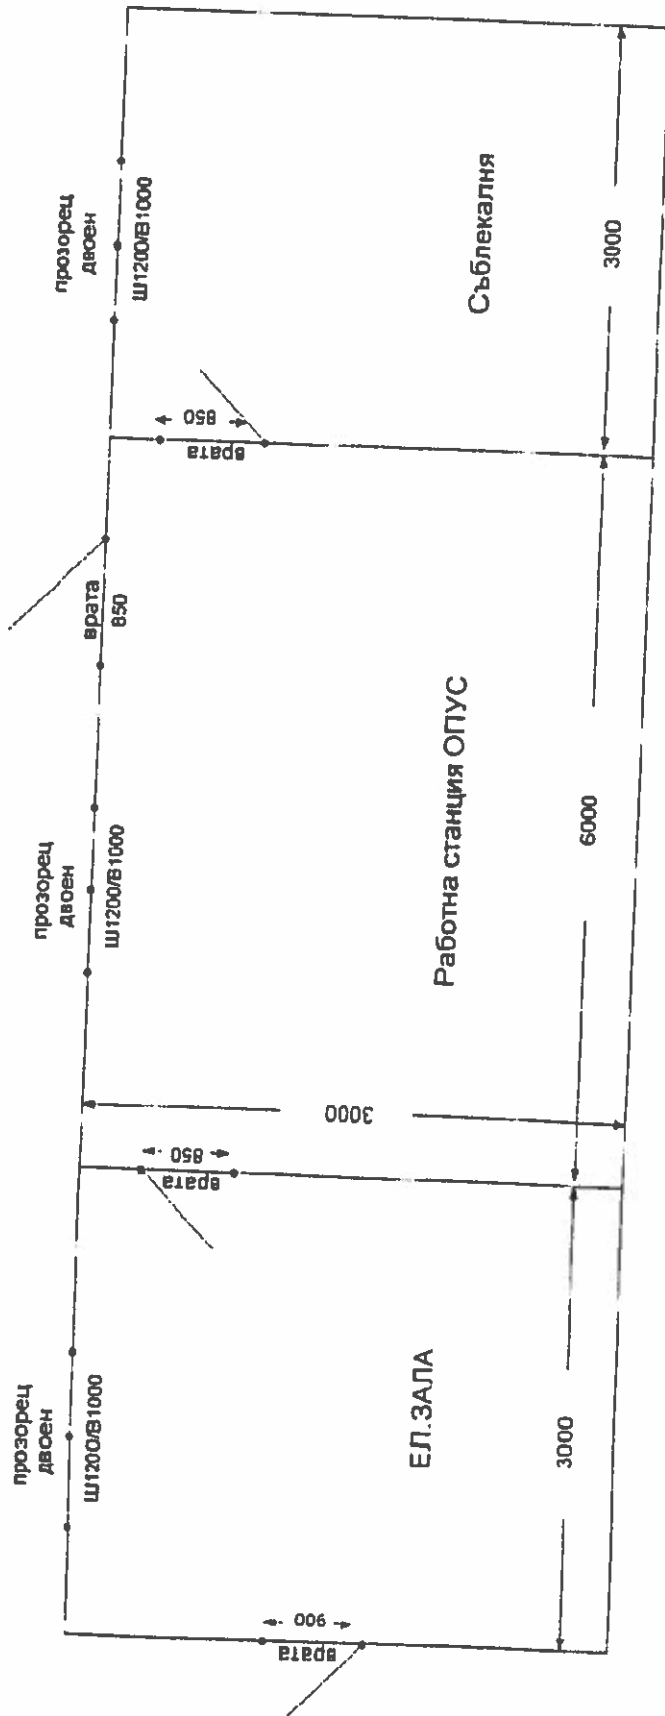 прозорец
двоен
Ш1200/В1000
прозорец
двоен
Ш1200/В1000
врата
850
прозорец
двоен
Ш1200/В1000
врата
900
ЕЛ.ЗАЛА
3000
врата
850
3000
Работна станция ОПУС
6000
врата
850
Съблекалня
3000